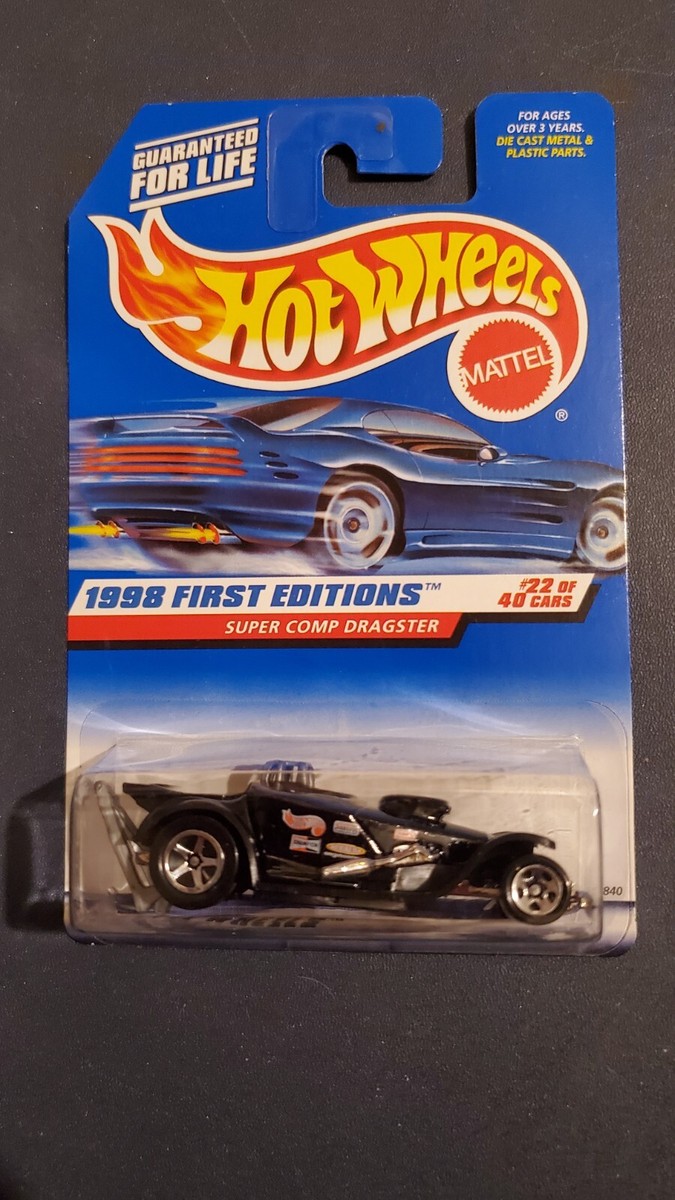 GUARANTEED
FOR LIFE
FOR AGES
OVER 3 YEARS.
DIE CAST METAL &
PLASTIC PARTS.
HOT WHEELS
MATTEL
®
1998 FIRST EDITIONS™
#22 OF
40 CARS
SUPER COMP DRAGSTER
840